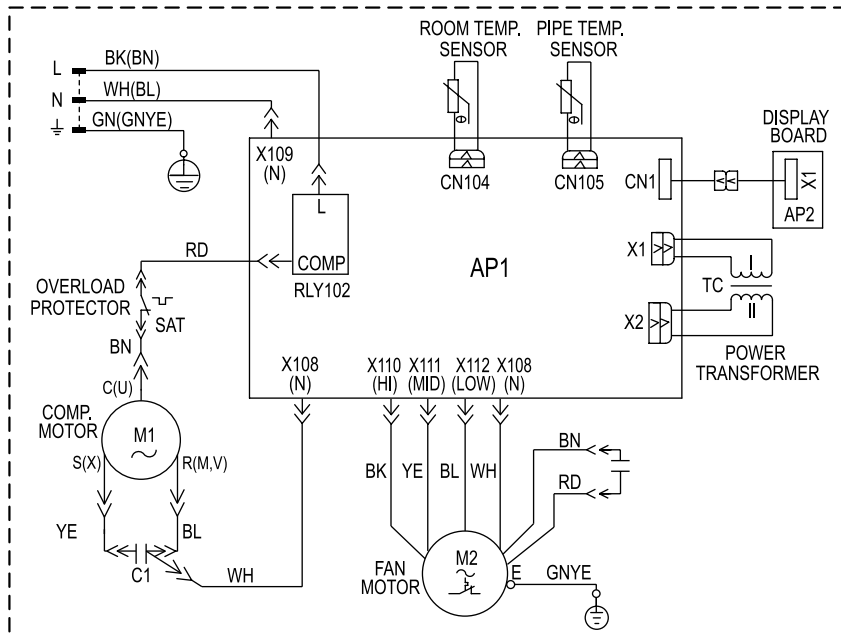 ROOM TEMP.
SENSOR
PIPE TEMP.
SENSOR
L
BK(BN)
N
WH(BL)
GN(GNYE)
X109
(N)
CN104
CN105
DISPLAY
BOARD
CN1
X1
AP2
L
COMP
RLY102
AP1
RD
X1
TC
I
II
X2
POWER
TRANSFORMER
OVERLOAD
PROTECTOR
SAT
BN
C(U)
COMP.
MOTOR
M1
S(X)
R(M,V)
YE
BL
C1
WH
X108
(N)
X110
(HI)
X111
(MID)
X112
(LOW)
X108
(N)
BK
YE
BL
WH
BN
RD
FAN
MOTOR
M2
E
GNYE
θ
θ